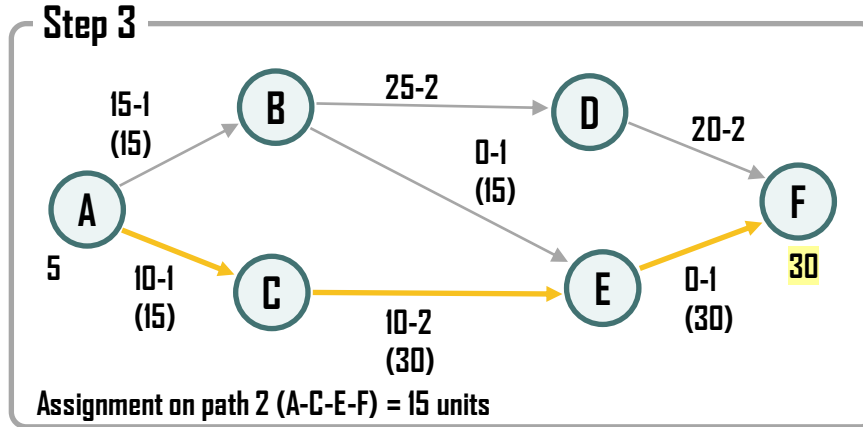 Step 3
15-1
(15)
B
25-2
D
20-2
0-1
(15)
A
F
5
10-1
(15)
C
10-2
(30)
E
0-1
(30)
30
Assignment on path 2 (A-C-E-F) = 15 units